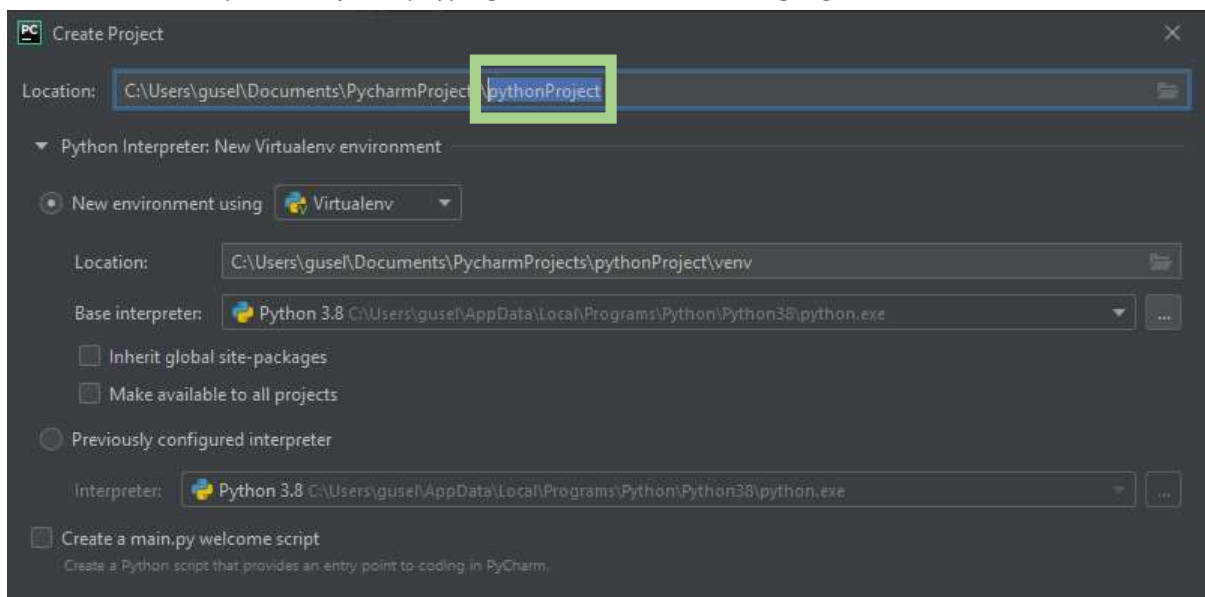 PC Create Project
Location: C:\Users\gusel\Documents\PycharmProject \pythonProject
Python Interpreter: New Virtualenv environment
New environment using Virtualenv
Location: C:\Users\gusel\Documents\PycharmProjects\pythonProject\venv
Base interpreter: Python 3.8 C:\Users\gusel\AppData\Local\Programs\Python\Python38\python.exe ...
Inherit global site-packages
Make available to all projects
Previously configured interpreter
Interpreter: Python 3.8 C:\Users\gusel\AppData\Local\Programs\Python\Python38\python.exe ...
Create a main.py welcome script
Create a Python script that provides an entry point to coding in PyCharm.